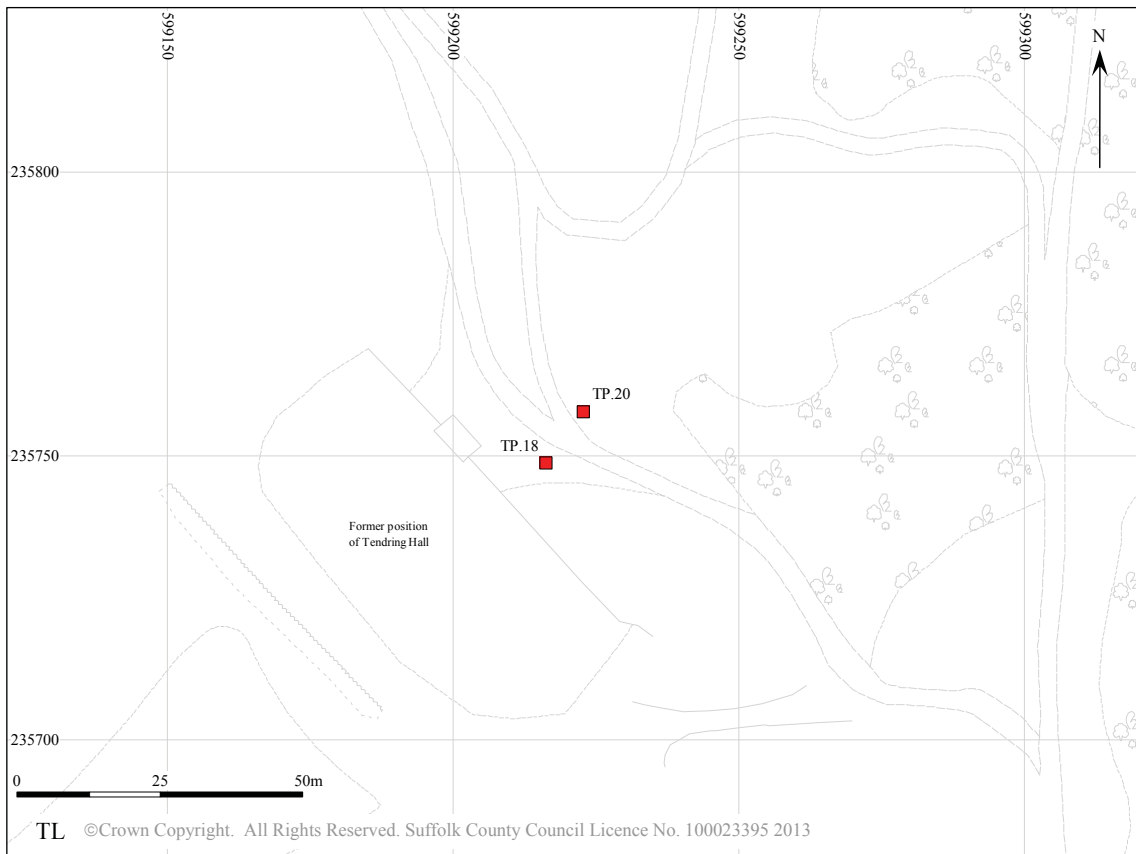 599150
599200
599250
599300
N
235800
TP.20
TP.18
235750
Former position
of Tendring Hall
235700
0 25 50m
TL ©Crown Copyright. All Rights Reserved. Suffolk County Council Licence No. 100023395 2013